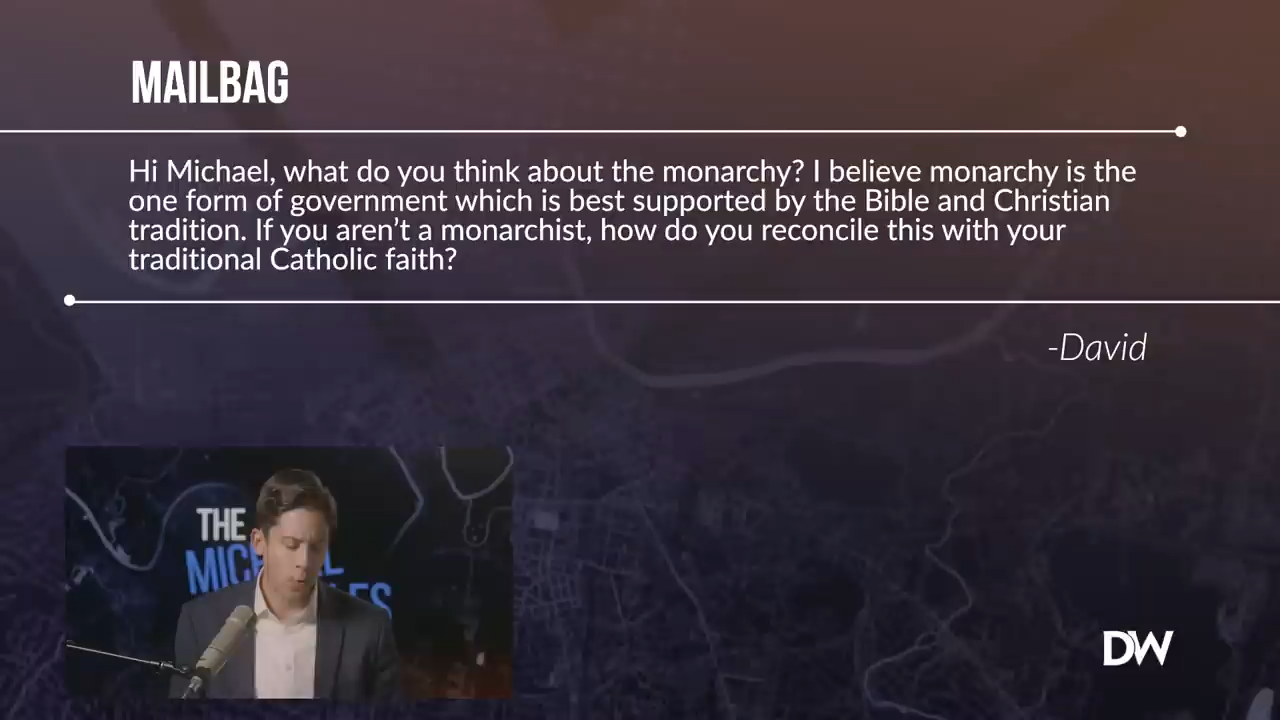 MAILBAG
Hi Michael, what do you think about the monarchy? I believe monarchy is the
one form of government which is best supported by the Bible and Christian
tradition. If you aren’t a monarchist, how do you reconcile this with your
traditional Catholic faith?
-David
THE
DW